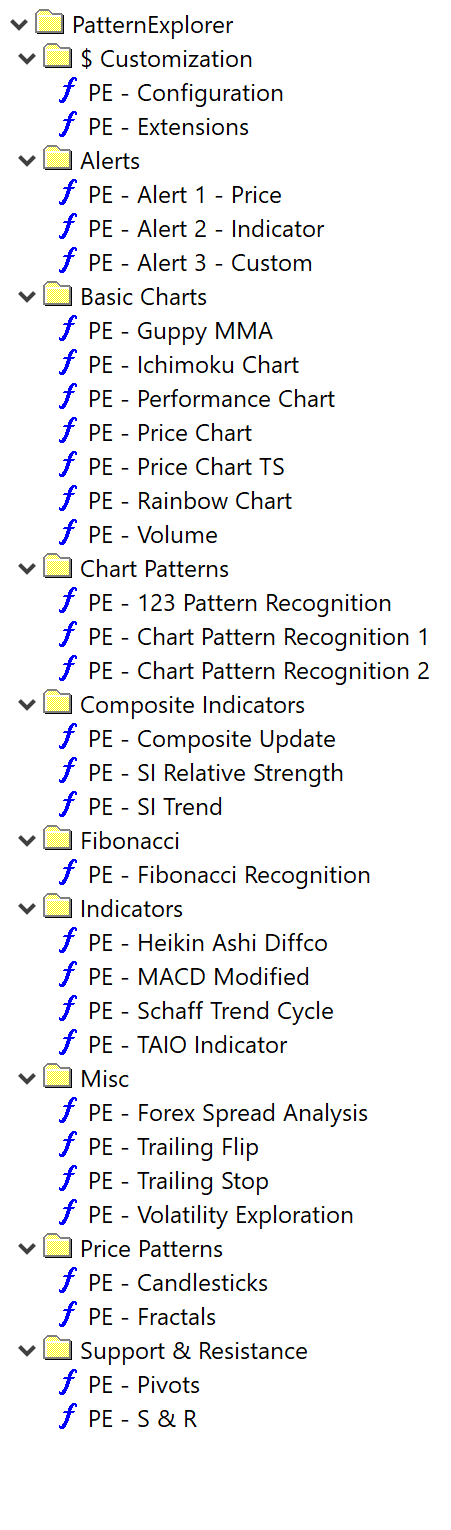 PatternExplorer
$ Customization
PE - Configuration
PE - Extensions
Alerts
PE - Alert 1 - Price
PE - Alert 2 - Indicator
PE - Alert 3 - Custom
Basic Charts
PE - Guppy MMA
PE - Ichimoku Chart
PE - Performance Chart
PE - Price Chart
PE - Price Chart TS
PE - Rainbow Chart
PE - Volume
Chart Patterns
PE - 123 Pattern Recognition
PE - Chart Pattern Recognition 1
PE - Chart Pattern Recognition 2
Composite Indicators
PE - Composite Update
PE - SI Relative Strength
PE - SI Trend
Fibonacci
PE - Fibonacci Recognition
Indicators
PE - Heikin Ashi Diffco
PE - MACD Modified
PE - Schaff Trend Cycle
PE - TAIO Indicator
Misc
PE - Forex Spread Analysis
PE - Trailing Flip
PE - Trailing Stop
PE - Volatility Exploration
Price Patterns
PE - Candlesticks
PE - Fractals
Support & Resistance
PE - Pivots
PE - S & R